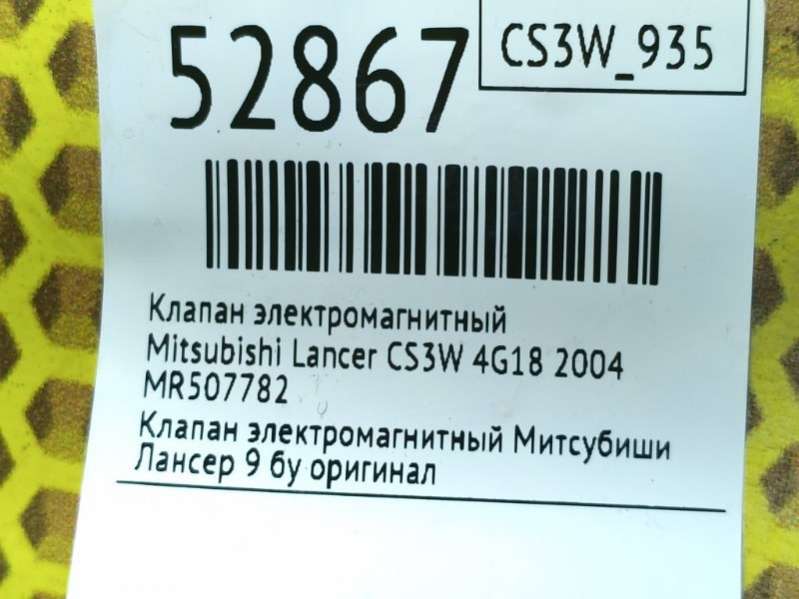 52867
CS3W_935
Клапан электромагнитный
Mitsubishi Lancer CS3W 4G18 2004
MR507782
Клапан электромагнитный Митсубиши
Лансер 9 бу оригинал